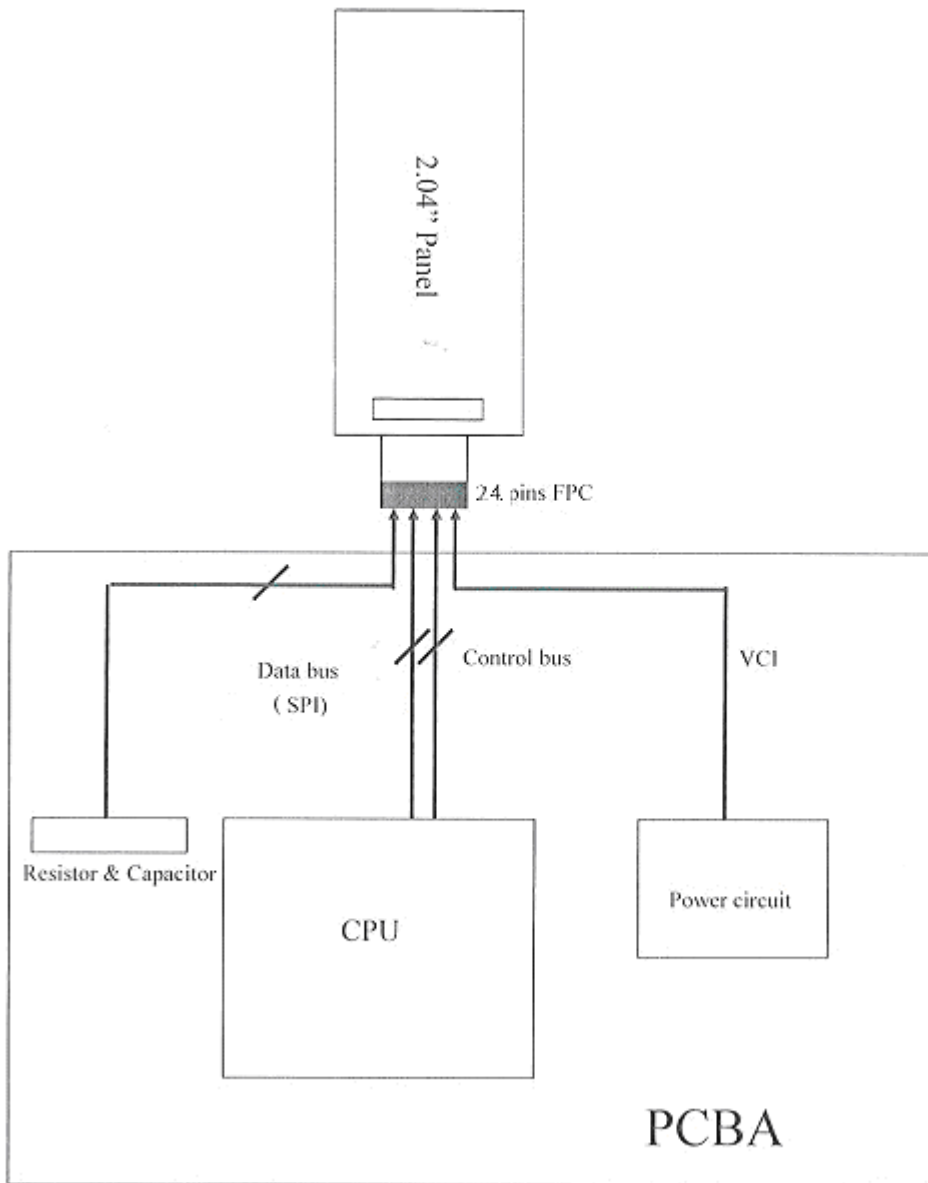 2.04” Panel
24. pins FPC
Data bus
( SPI)
Control bus
VCI
Resistor & Capacitor
CPU
Power circuit
PCBA